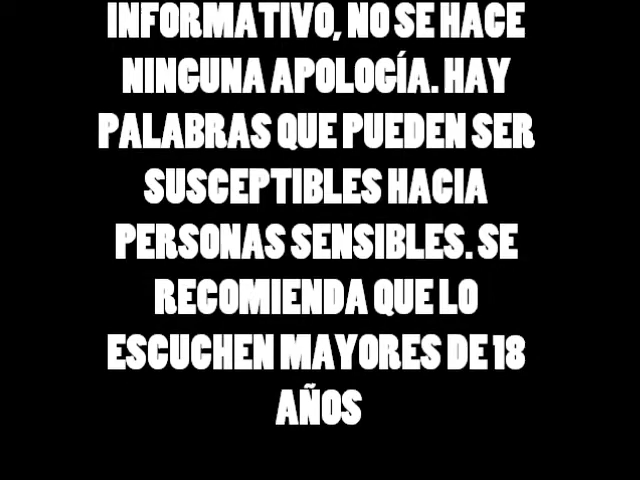 INFORMATIVO, NO SE HACE
NINGUNA APOLOGÍA. HAY
PALABRAS QUE PUEDEN SER
SUSCEPTIBLES HACIA
PERSONAS SENSIBLES. SE
RECOMIENDA QUE LO
ESCUCHEN MAYORES DE 18
AÑOS